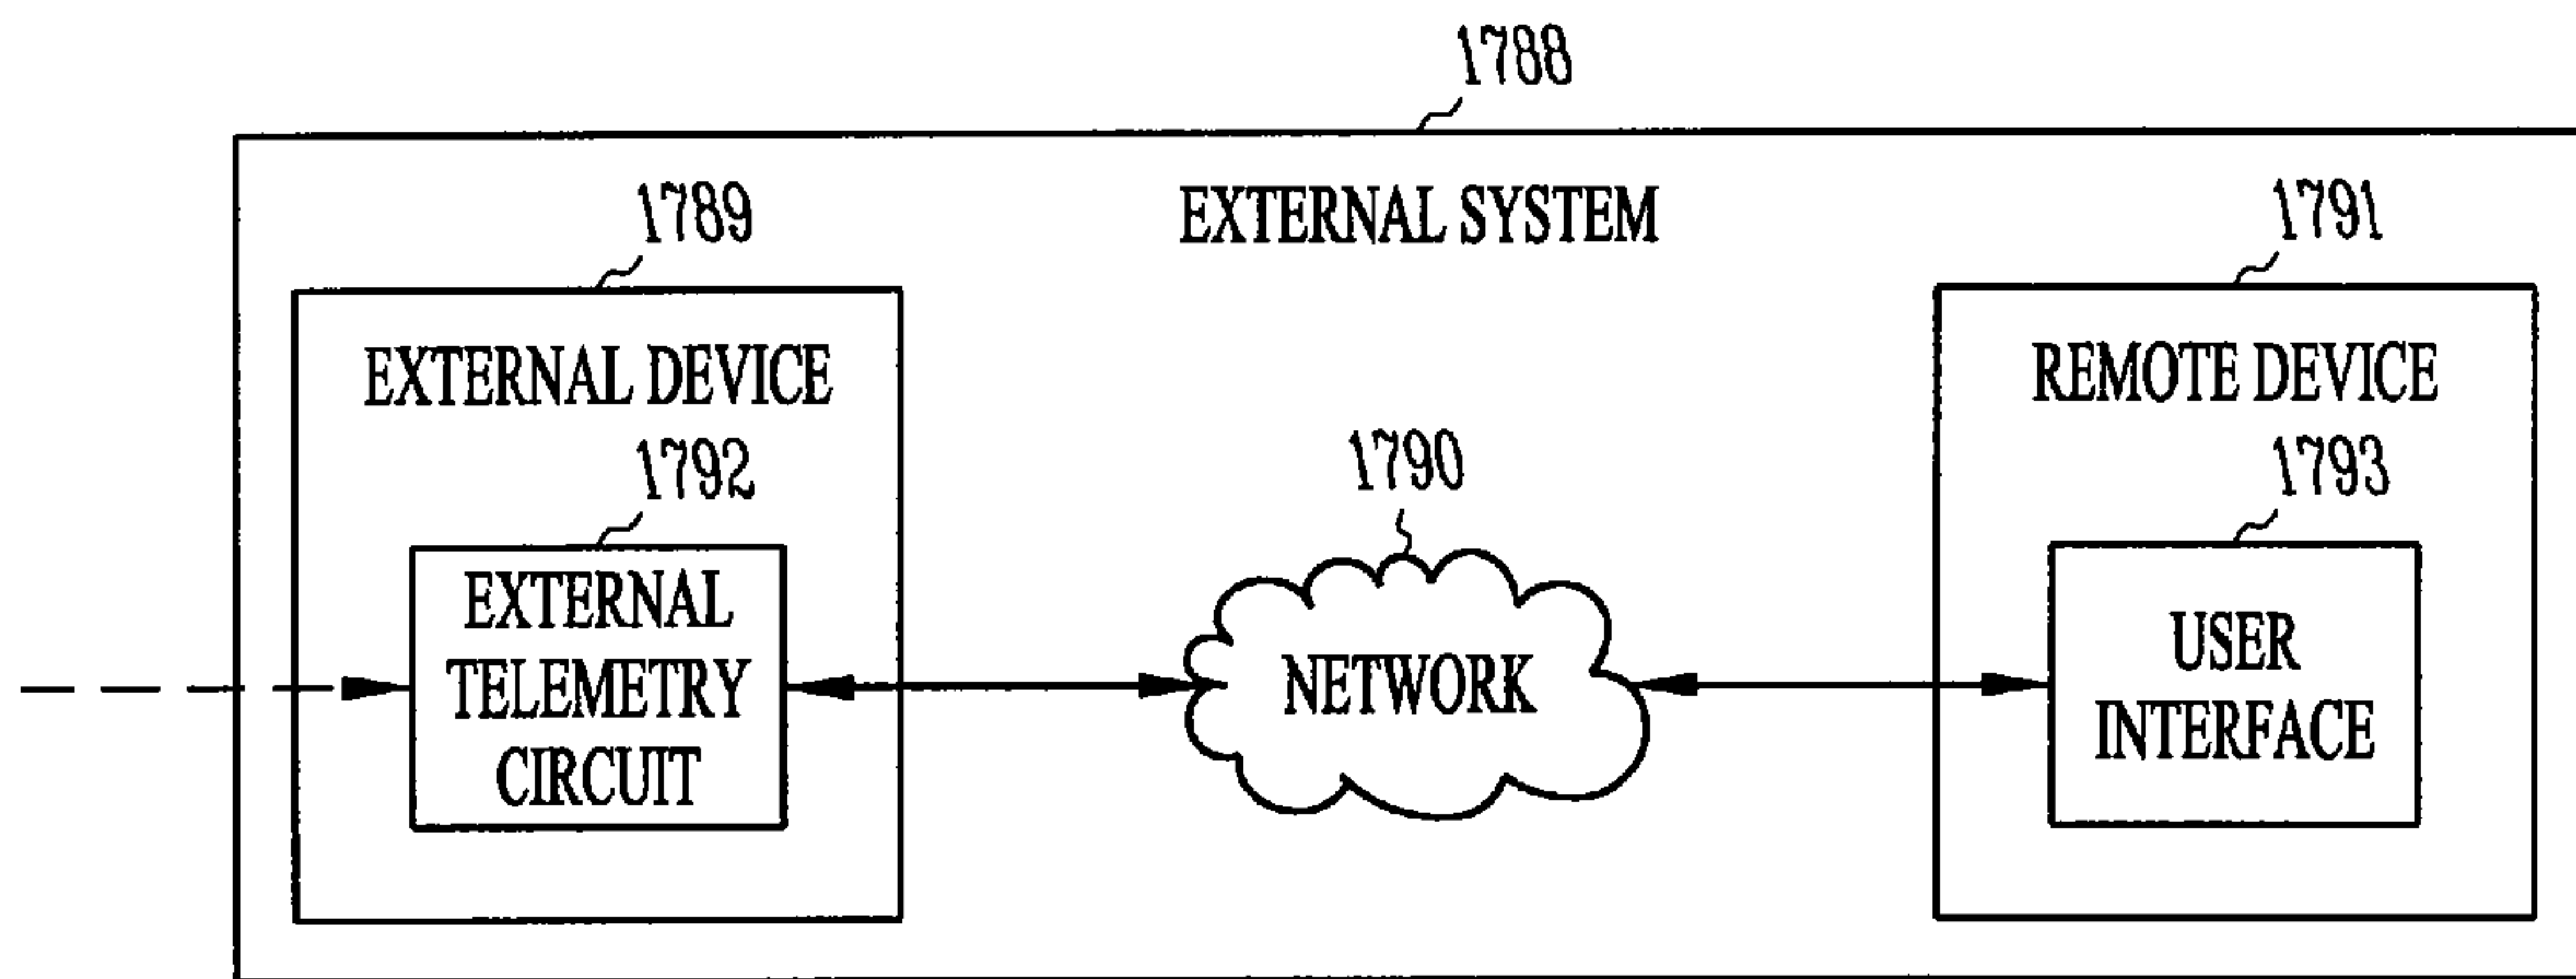 1788
EXTERNAL SYSTEM
1789
EXTERNAL DEVICE
1792
EXTERNAL
TELEMETRY
CIRCUIT
1790
NETWORK
1791
REMOTE DEVICE
1793
USER
INTERFACE